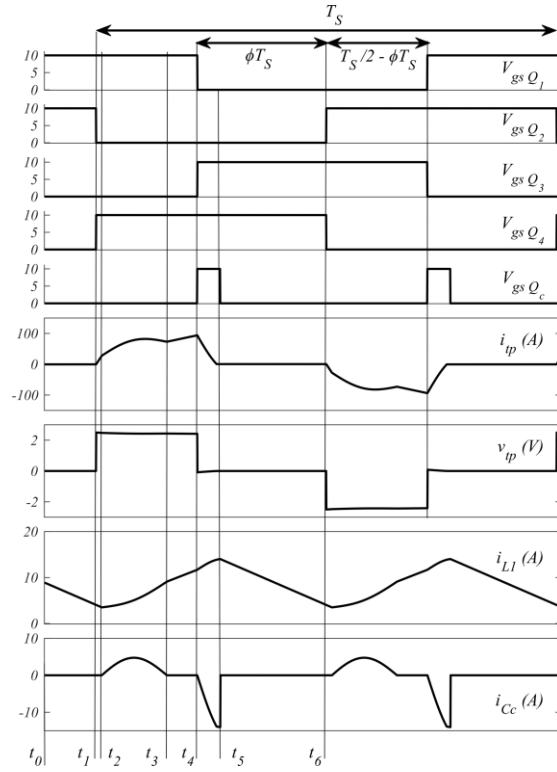 T_S
ϕT_S
T_S/2 - ϕT_S
10
5
0
V_gs Q_1
10
5
0
V_gs Q_2
10
5
0
V_gs Q_3
10
5
0
V_gs Q_4
10
5
0
V_gs Q_c
100
0
-100
i_tp (A)
2
0
-2
v_tp (V)
20
10
0
i_L1 (A)
10
0
-10
i_Cc (A)
t_0 t_1 t_2 t_3 t_4 t_5 t_6